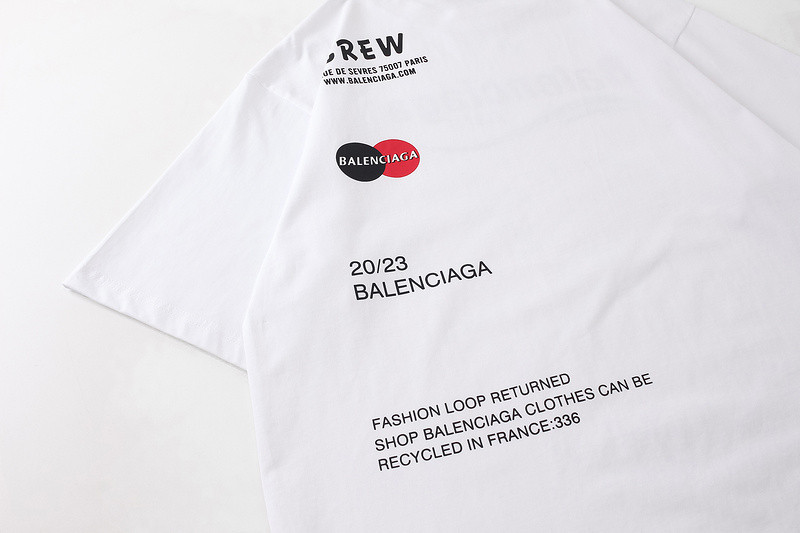 REW
DE SEVRES 75007 PARIS
WWW.BALENCIAGA.COM
BALENCIAGA
20/23
BALENCIAGA
FASHION LOOP RETURNED
SHOP BALENCIAGA CLOTHES CAN BE
RECYCLED IN FRANCE:336